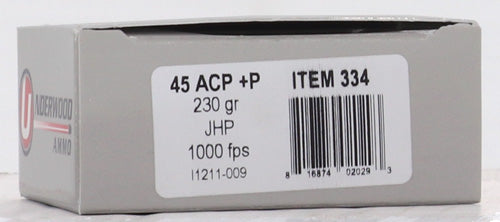 UNDERWOOD
AMMO
45 ACP +P
ITEM 334
230 gr
JHP
1000 fps
I1211-009
8 16874 02029 3